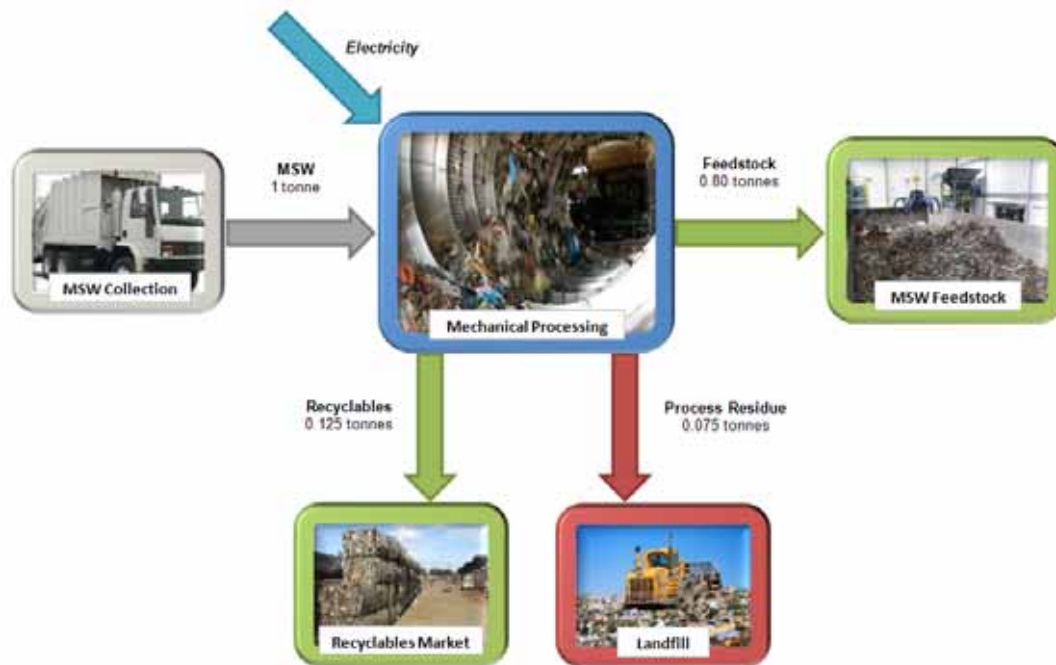 Electricity
MSW
1 tonne
Feedstock
0.80 tonnes
MSW Collection
Mechanical Processing
MSW Feedstock
Recyclables
0.125 tonnes
Process Residue
0.075 tonnes
Recyclables Market
Landfill